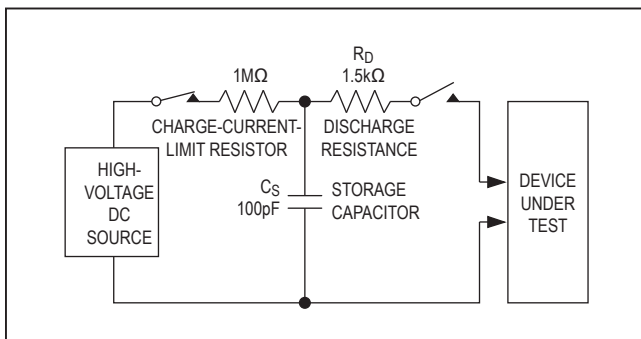 1MΩ
CHARGE-CURRENT-
LIMIT RESISTOR
R_D
1.5kΩ
DISCHARGE
RESISTANCE
HIGH-
VOLTAGE
DC
SOURCE
C_S
100pF
STORAGE
CAPACITOR
DEVICE
UNDER
TEST